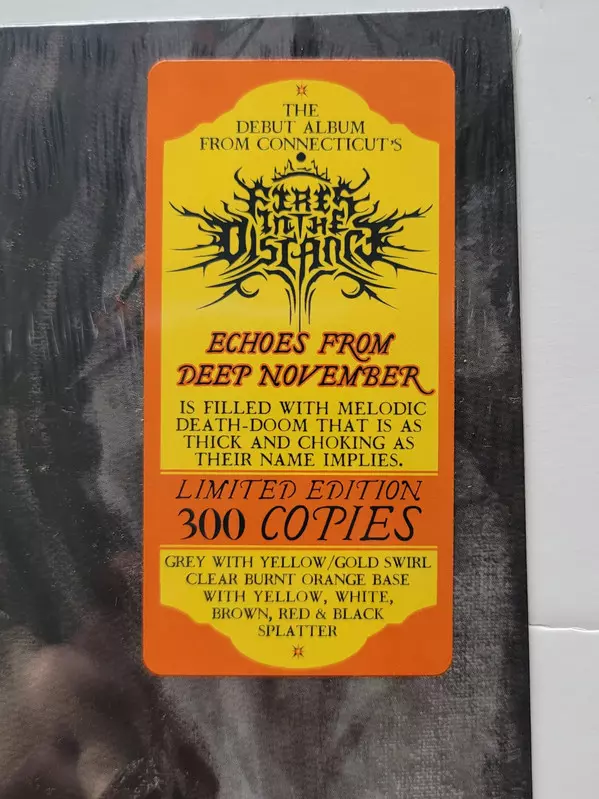 THE
DEBUT ALBUM
FROM CONNECTICUT'S
FIRES
IN THE
DISTANCE
ECHOES FROM
DEEP NOVEMBER
IS FILLED WITH MELODIC
DEATH-DOOM THAT IS AS
THICK AND CHOKING AS
THEIR NAME IMPLIES.
LIMITED EDITION
300 COPIES
GREY WITH YELLOW/GOLD SWIRL
CLEAR BURNT ORANGE BASE
WITH YELLOW, WHITE,
BROWN, RED & BLACK
SPLATTER